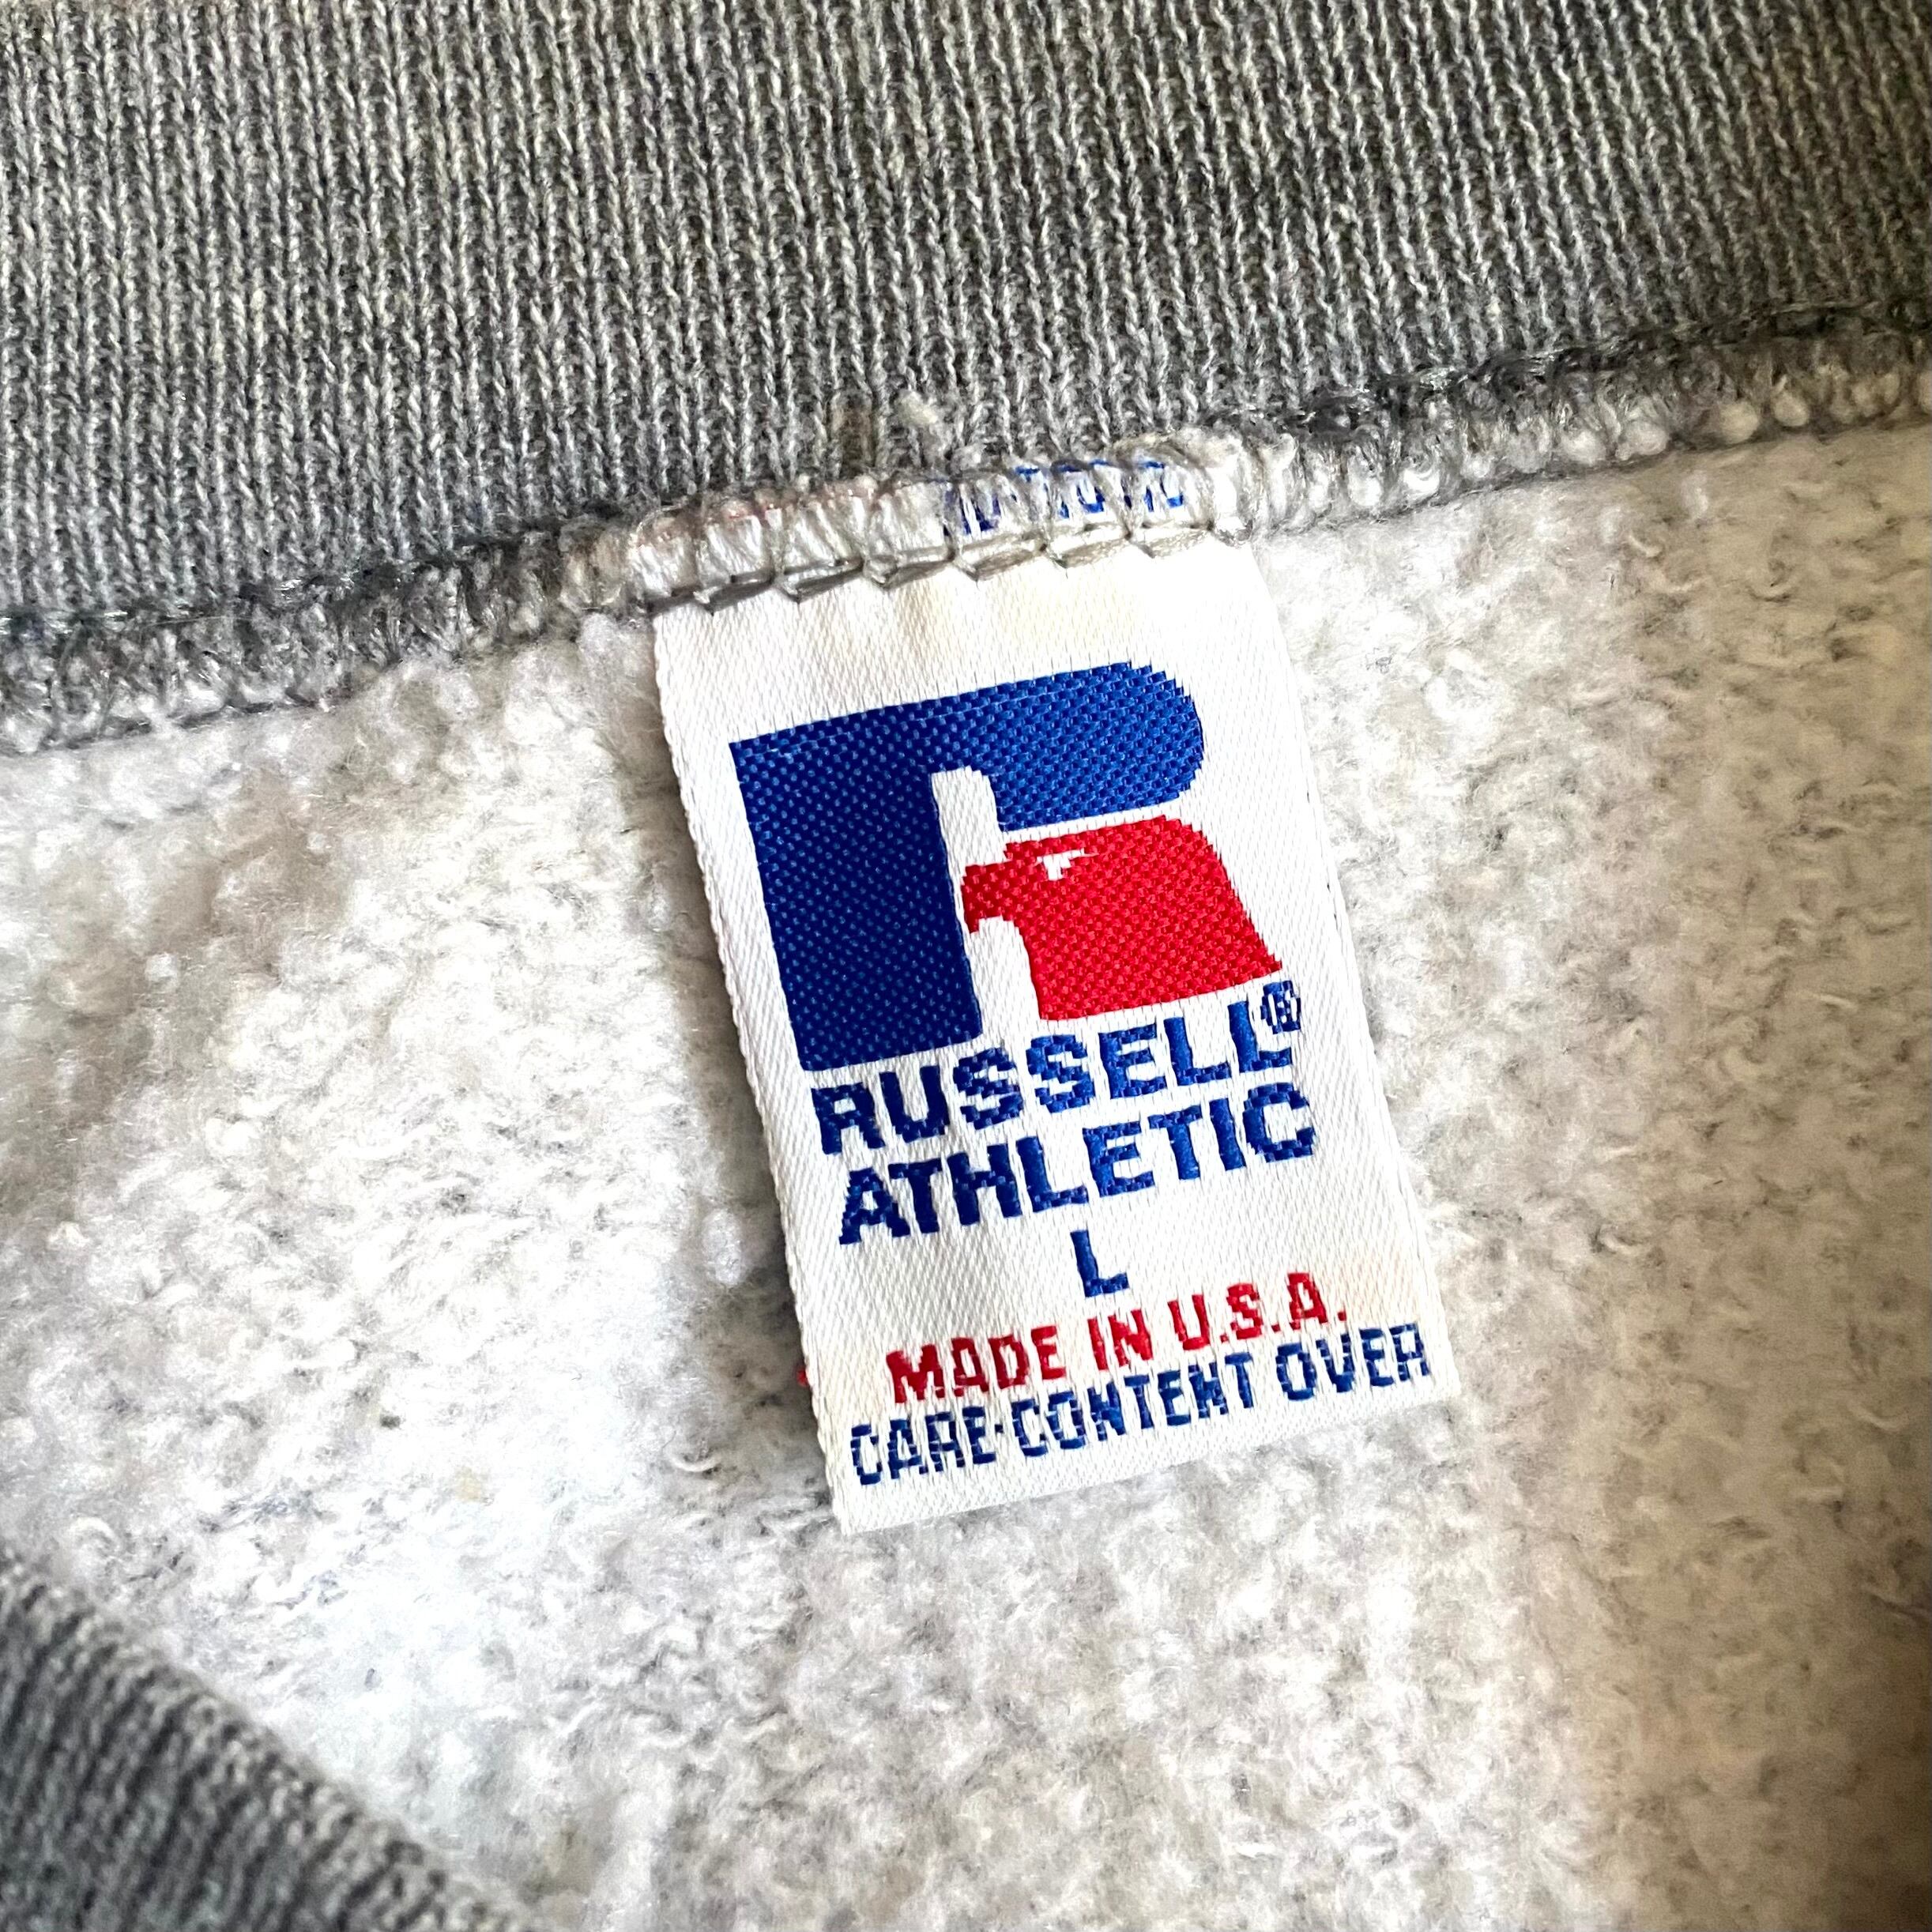 RUSSELL®
ATHLETIC
L
MADE IN U.S.A.
CARE·CONTENT OVER